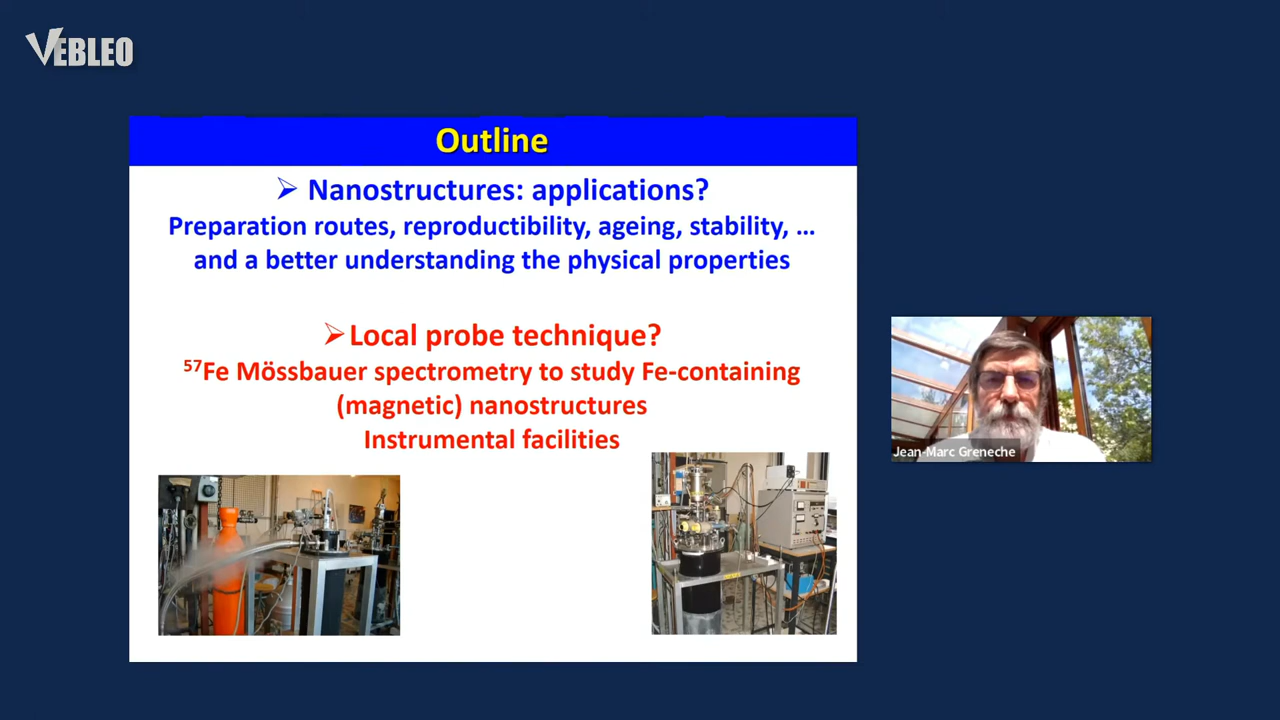 VEBLEO
Outline
➢ Nanostructures: applications?
Preparation routes, reproductibility, ageing, stability, ...
and a better understanding the physical properties
➢Local probe technique?
⁵⁷Fe Mössbauer spectrometry to study Fe-containing
(magnetic) nanostructures
Instrumental facilities
Jean-Marc Greneche